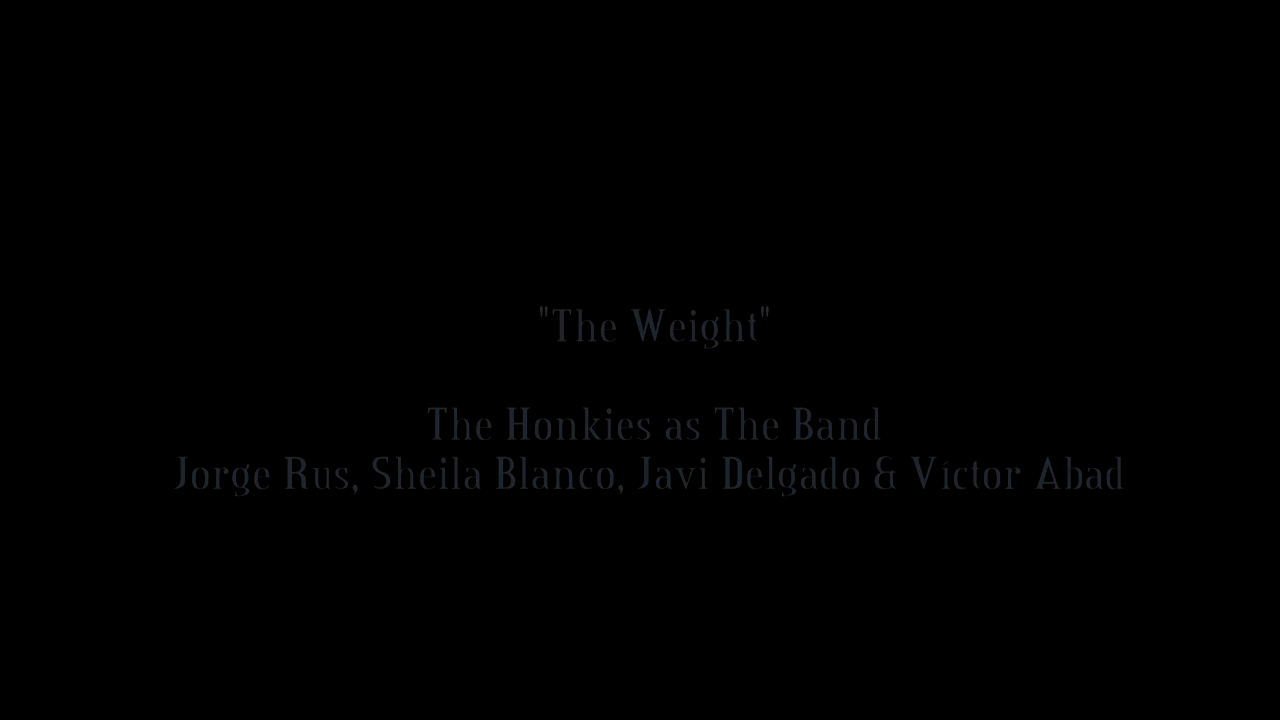 "The Weight"
The Honkies as The Band
Jorge Rus, Sheila Blanco, Javi Delgado & Víctor Abad